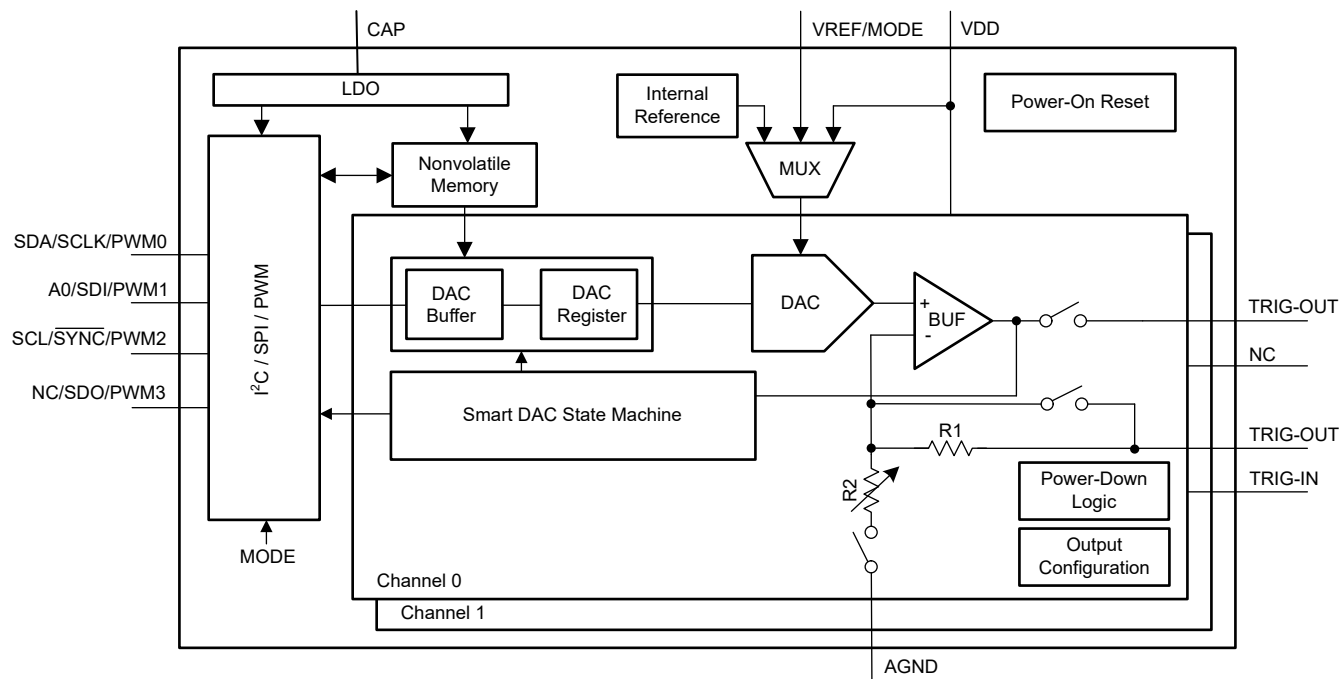 CAP
VREF/MODE
VDD
LDO
Internal
Reference
Power-On Reset
MUX
Nonvolatile
Memory
SDA/SCLK/PWM0
A0/SDI/PWM1
SCL/SYNC/PWM2
NC/SDO/PWM3
I²C / SPI / PWM
DAC
Buffer
DAC
Register
DAC
+
BUF
-
TRIG-OUT
NC
Smart DAC State Machine
R1
TRIG-OUT
R2
Power-Down
Logic
TRIG-IN
MODE
Output
Configuration
Channel 0
Channel 1
AGND